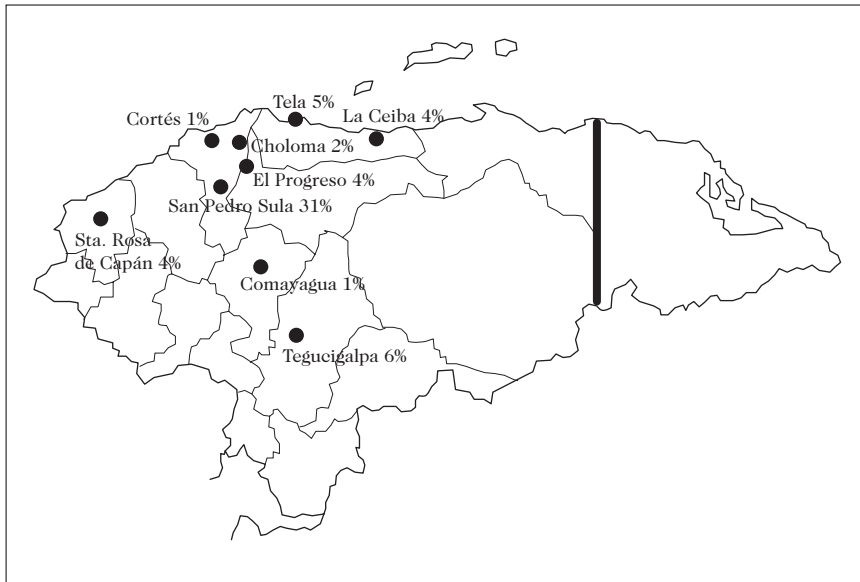 Tela 5%
La Ceiba 4%
Cortés 1%
Choloma 2%
El Progreso 4%
San Pedro Sula 31%
Sta. Rosa
de Capán 4%
Comayagua 1%
Tegucigalpa 6%